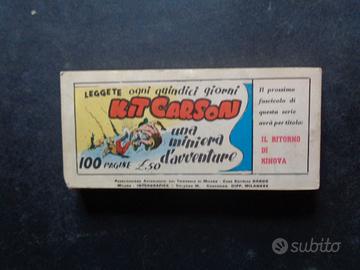 LEGGETE ogni quindici giorni
KIT CARSON
una miniera
d'avventure
100 PAGINE L.50
Il prossimo
fascicolo di
questa serie
avrà per titolo:
IL RITORNO
DI
KINOVA
subito